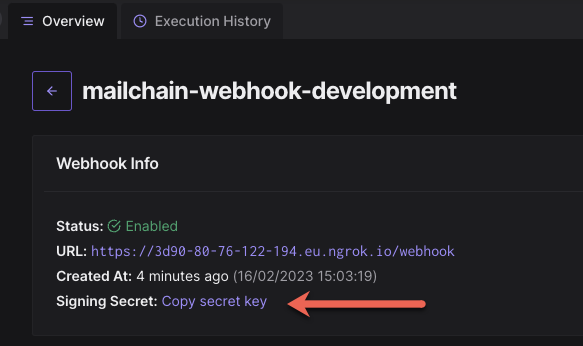 Overview Execution History
mailchain-webhook-development
Webhook Info
Status: Enabled
URL: https://3d90-80-76-122-194.eu.ngrok.io/webhook
Created At: 4 minutes ago (16/02/2023 15:03:19)
Signing Secret: Copy secret key